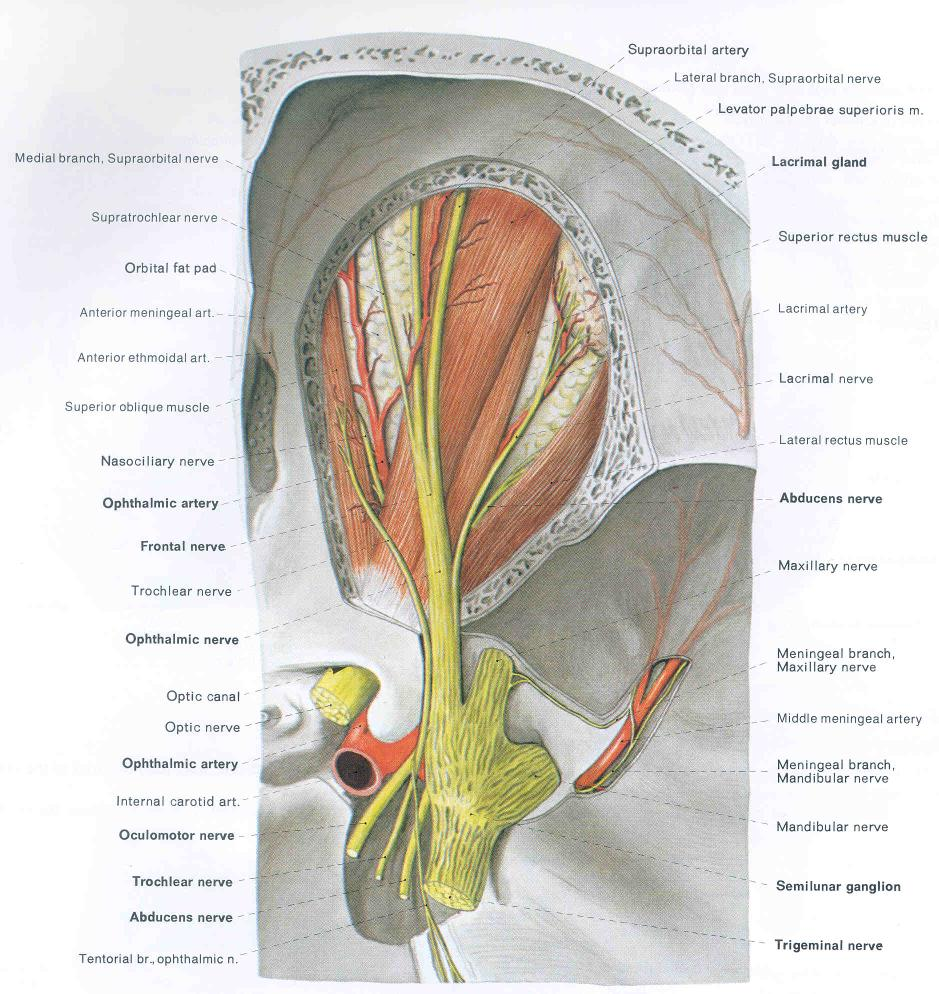 Supraorbital artery
Lateral branch, Supraorbital nerve
Levator palpebrae superioris m.
Lacrimal gland
Superior rectus muscle
Lacrimal artery
Lacrimal nerve
Lateral rectus muscle
Abducens nerve
Maxillary nerve
Meningeal branch,
Maxillary nerve
Middle meningeal artery
Meningeal branch,
Mandibular nerve
Mandibular nerve
Semilunar ganglion
Trigeminal nerve
Medial branch, Supraorbital nerve
Supratrochlear nerve
Orbital fat pad
Anterior meningeal art.
Anterior ethmoidal art.
Superior oblique muscle
Nasociliary nerve
Ophthalmic artery
Frontal nerve
Trochlear nerve
Ophthalmic nerve
Optic canal
Optic nerve
Ophthalmic artery
Internal carotid art.
Oculomotor nerve
Trochlear nerve
Abducens nerve
Tentorial br., ophthalmic n.